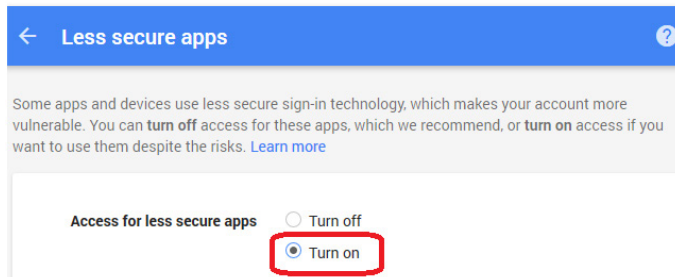 Less secure apps
Some apps and devices use less secure sign-in technology, which makes your account more
vulnerable. You can turn off access for these apps, which we recommend, or turn on access if you
want to use them despite the risks. Learn more
Access for less secure apps
Turn off
Turn on